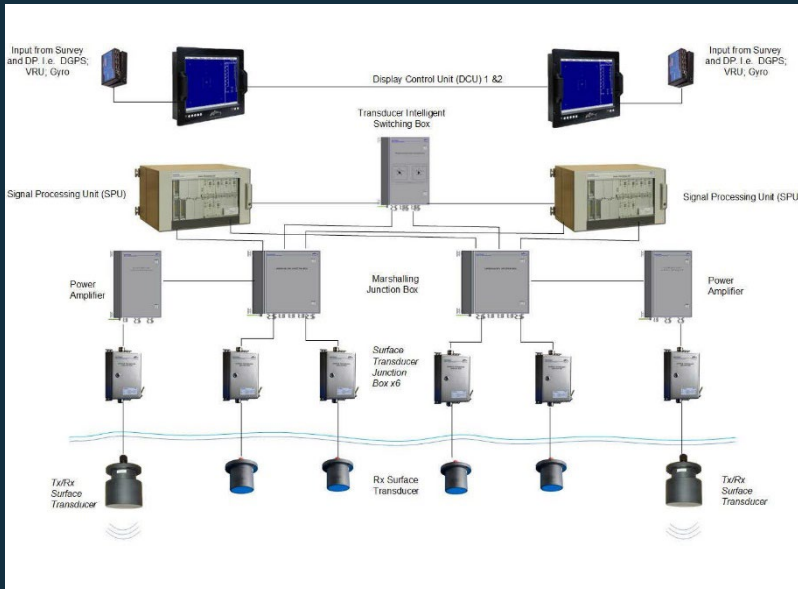 Input from Survey
and DP. I.e. DGPS;
VRU; Gyro
Input from Survey
and DP. I.e. DGPS;
VRU; Gyro
Display Control Unit (DCU) 1 &2
Transducer Intelligent
Switching Box
Signal Processing Unit (SPU)
Signal Processing Unit (SPU
Power
Amplifier
Marshalling
Junction Box
Power
Amplifier
Surface
Transducer
Junction
Box x6
Tx/Rx
Surface
Transducer
Rx Surface
Transducer
Tx/Rx
Surface
Transducer